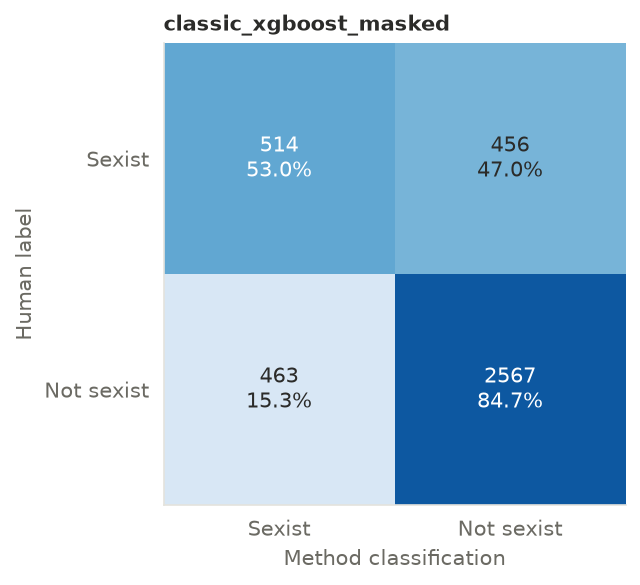 classic_xgboost_masked
Sexist
514
53.0%
456
47.0%
Human label
Not sexist
463
15.3%
2567
84.7%
Sexist
Not sexist
Method classification